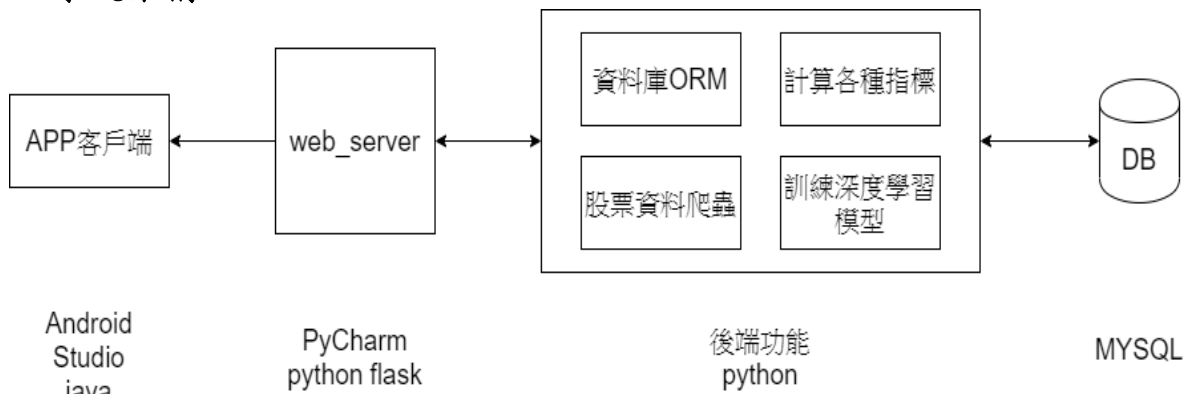 APP客戶端
web_server
資料庫ORM
計算各種指標
股票資料爬蟲
訓練深度學習
模型
DB
Android
Studio
java
PyCharm
python flask
後端功能
python
MYSQL